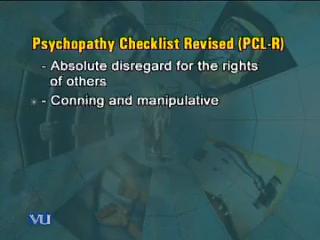 Psychopathy Checklist Revised (PCL-R)
- Absolute disregard for the rights
of others
- Conning and manipulative
VU